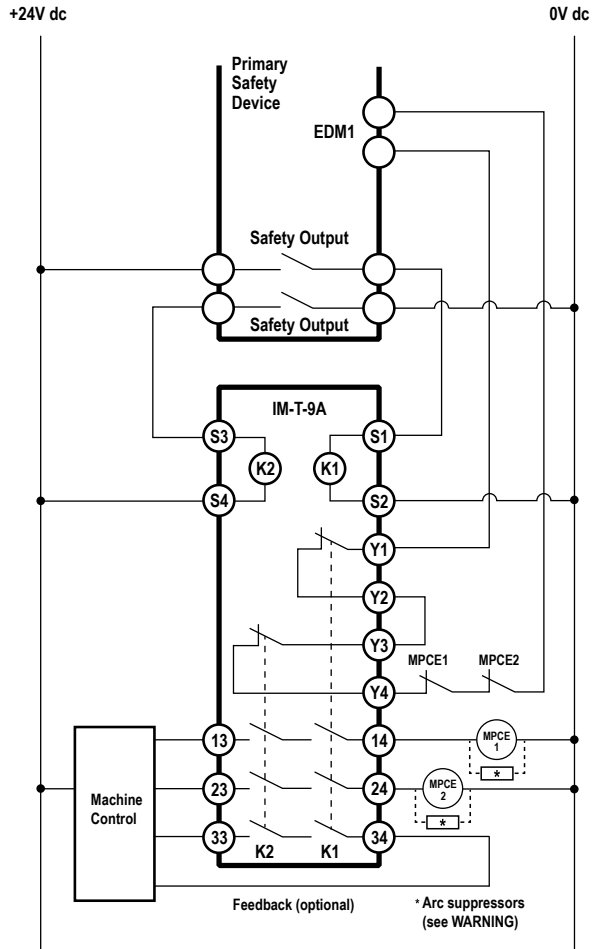 +24V dc
0V dc
Primary
Safety
Device
EDM1
Safety Output
Safety Output
IM-T-9A
S3
S1
K2
K1
S4
S2
Y1
Y2
Y3
MPCE1
MPCE2
Y4
13
14
MPCE
1
*
23
24
MPCE
2
*
Machine
Control
33
34
K2
K1
Feedback (optional)
* Arc suppressors
(see WARNING)